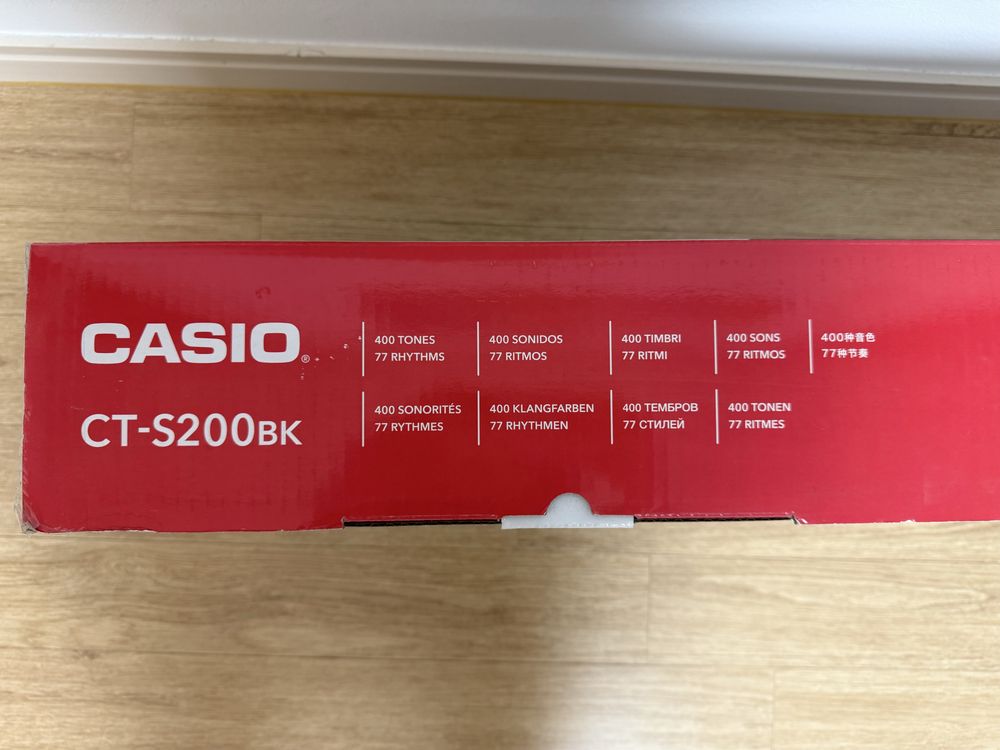 CASIO®
CT-S200BK
400 TONES
77 RHYTHMS
400 SONIDOS
77 RITMOS
400 TIMBRI
77 RITMI
400 SONS
77 RITMOS
400种音色
77种节奏
400 SONORITÉS
77 RYTHMES
400 KLANGFARBEN
77 RHYTHMEN
400 ТЕМБРОВ
77 СТИЛЕЙ
400 TONEN
77 RITMES